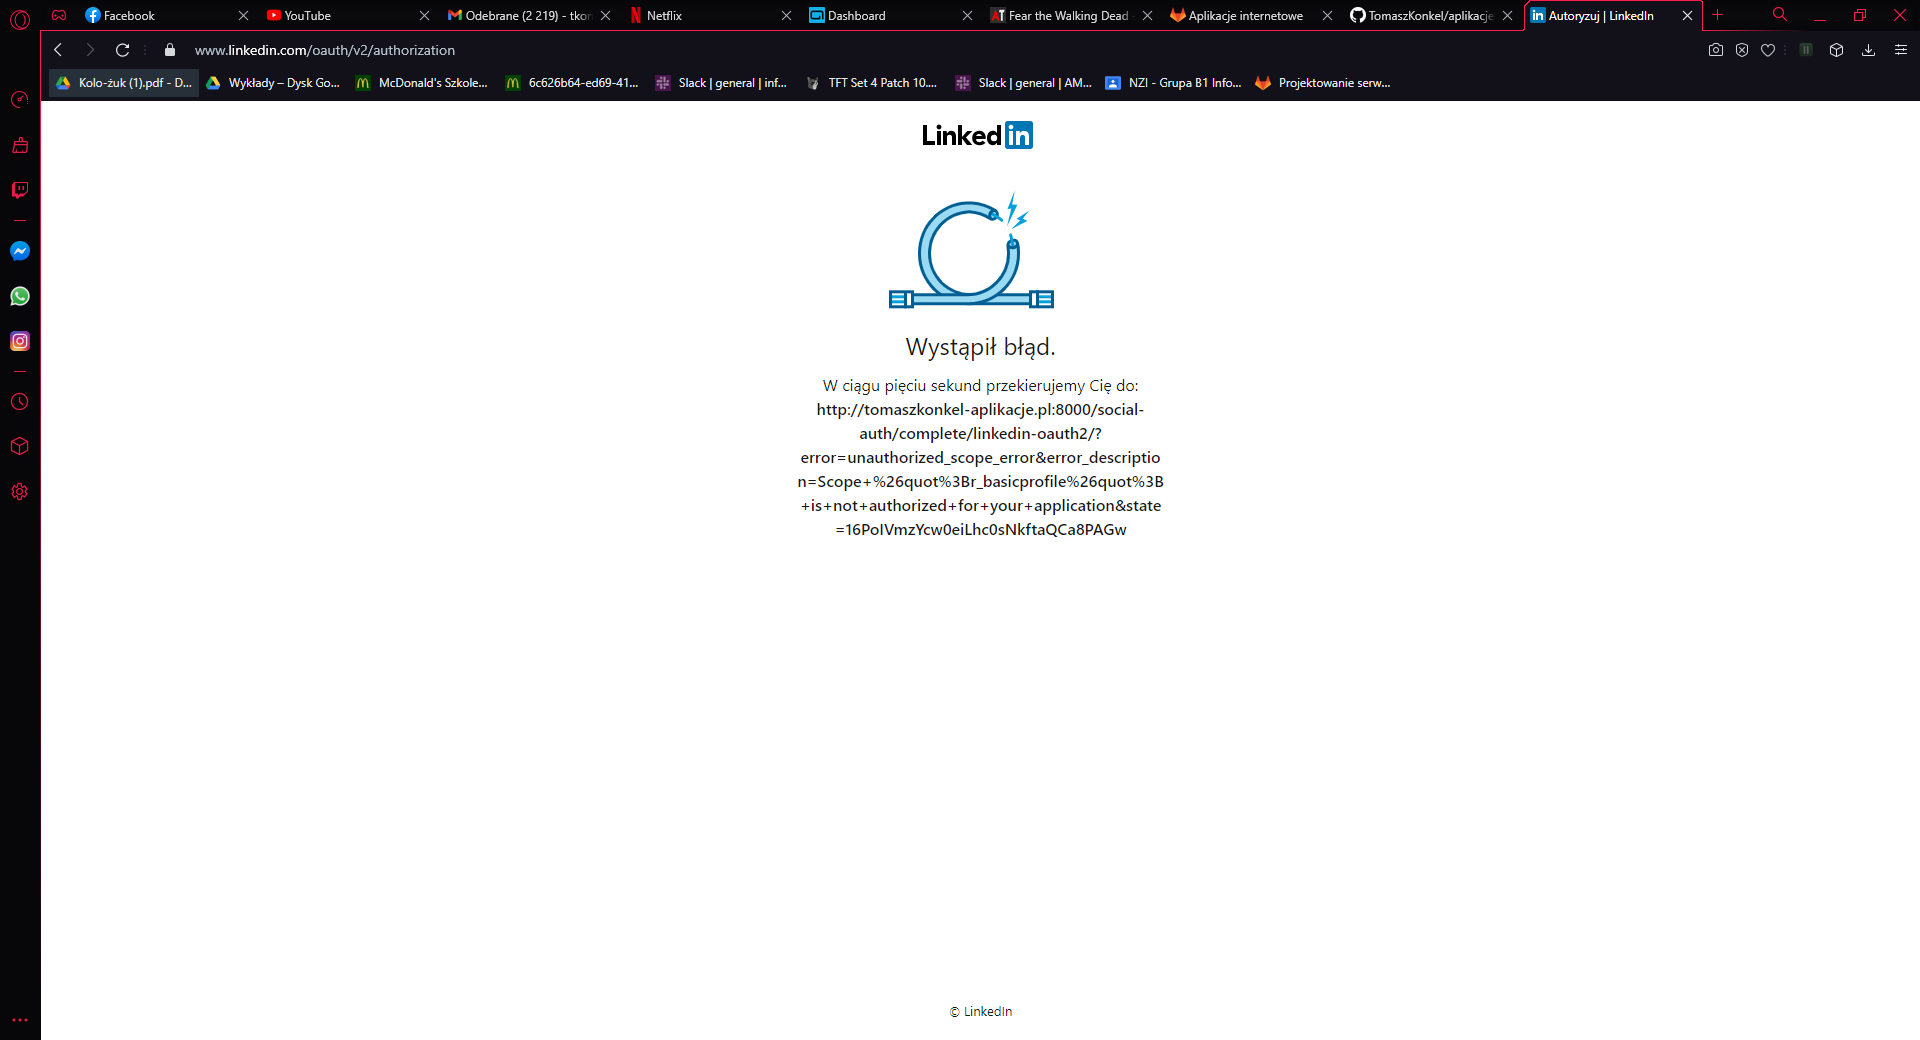 Facebook
YouTube
Odebrane (2 219) - tkon
Netflix
Dashboard
Fear the Walking Dead
Aplikacje internetowe
TomaszKonkel/aplikacje
Autoryzuj | LinkedIn
www.linkedin.com/oauth/v2/authorization
Kolo-żuk (1).pdf - D...
Wykłady – Dysk Go...
McDonald's Szkole...
6c626b64-ed69-41...
Slack | general | inf...
TFT Set 4 Patch 10....
Slack | general | AM...
NZI - Grupa B1 Info...
Projektowanie serw...
Linked in
Wystąpił błąd.
W ciągu pięciu sekund przekierujemy Cię do:
http://tomaszkonkel-aplikacje.pl:8000/social-
auth/complete/linkedin-oauth2/?
error=unauthorized_scope_error&error_descriptio
n=Scope+%26quot%3Br_basicprofile%26quot%3B
+is+not+authorized+for+your+application&state
=16PoIVmzYcw0eiLhc0sNkftaQCa8PAGw
© LinkedIn